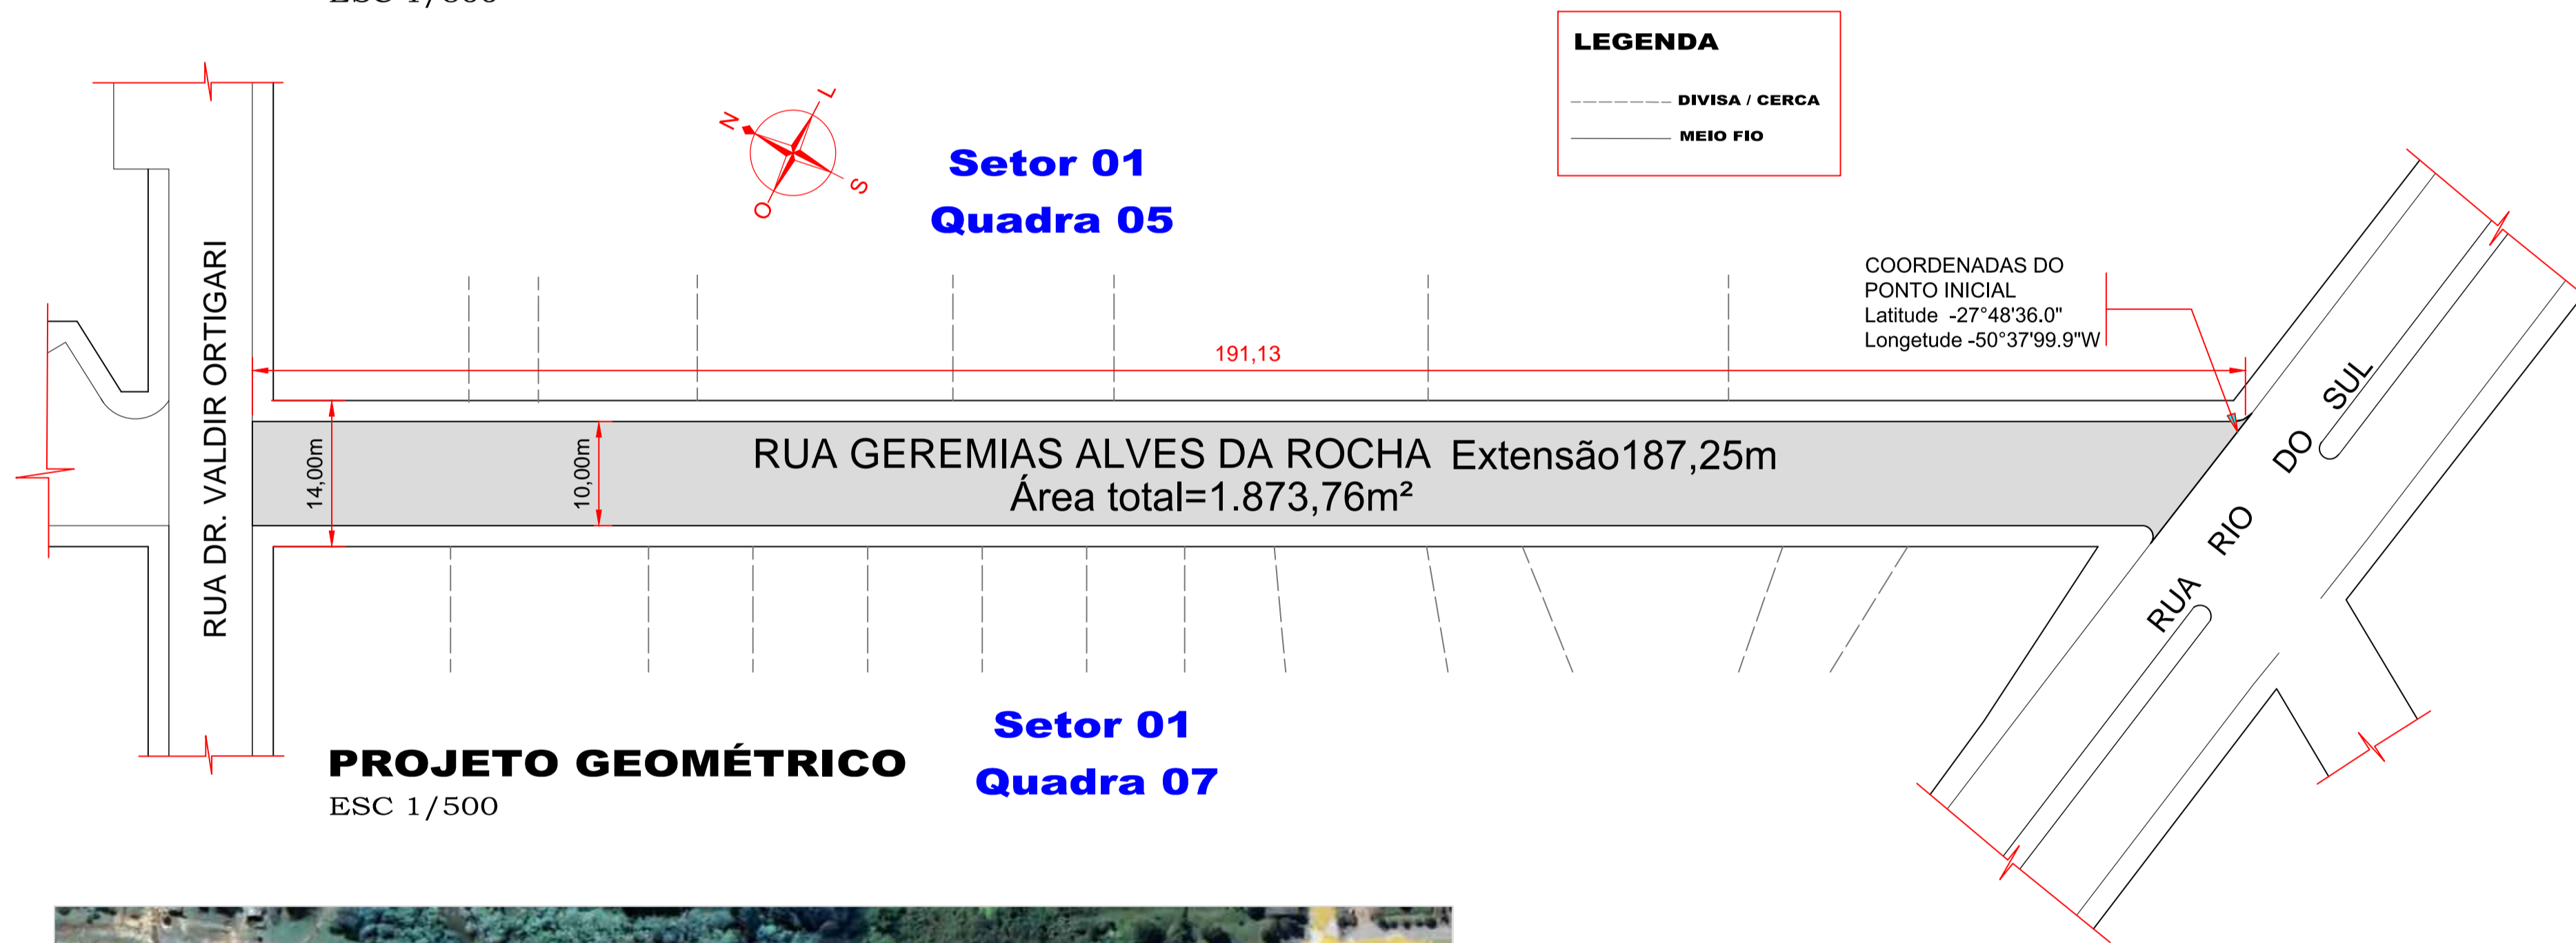 LEGENDA
DIVISA / CERCA
MEIO FIO
N
L
S
O
Setor 01
Quadra 05
COORDENADAS DO
PONTO INICIAL
Latitude -27°48'36.0"
Longetude -50°37'99.9"W
191,13
RUA DR. VALDIR ORTIGARI
14,00m
10,00m
RUA GEREMIAS ALVES DA ROCHA Extensão187,25m
Área total=1.873,76m²
RUA RIO DO SUL
Setor 01
Quadra 07
PROJETO GEOMÉTRICO
ESC 1/500